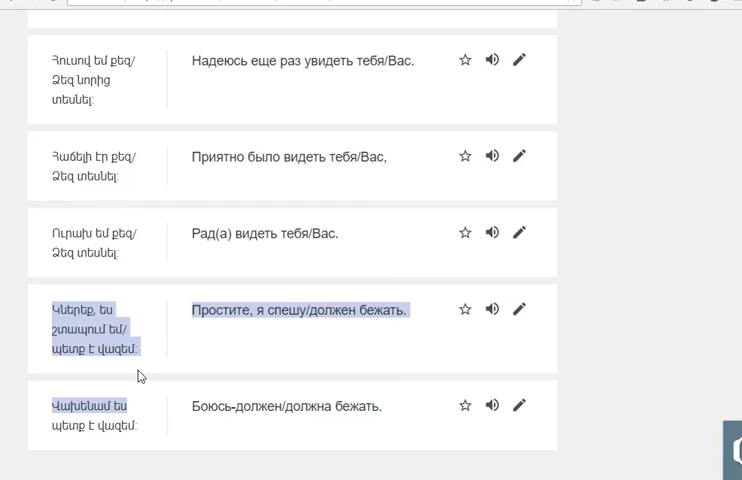 Հուսով եմ քեզ/
Ձեզ նորից
տեսնել:
Надеюсь еще раз увидеть тебя/Вас.
Հաճելի էր քեզ/
Ձեզ տեսնել:
Приятно было видеть тебя/Вас,
Ուրախ եմ քեզ/
Ձեզ տեսնել:
Рад(а) видеть тебя/Вас.
Կներեք, ես
շտապում եմ/
պետք է վազեմ:
Простите, я спешу/должен бежать.
Վախենամ ես
պետք է վազեմ:
Боюсь-должен/должна бежать.